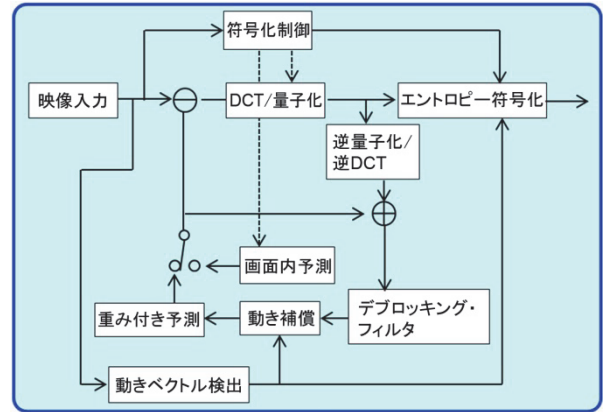 符号化制御
映像入力
DCT/量子化
エントロピー符号化
逆量子化/
逆DCT
画面内予測
重み付き予測
動き補償
デブロッキング・
フィルタ
動きベクトル検出